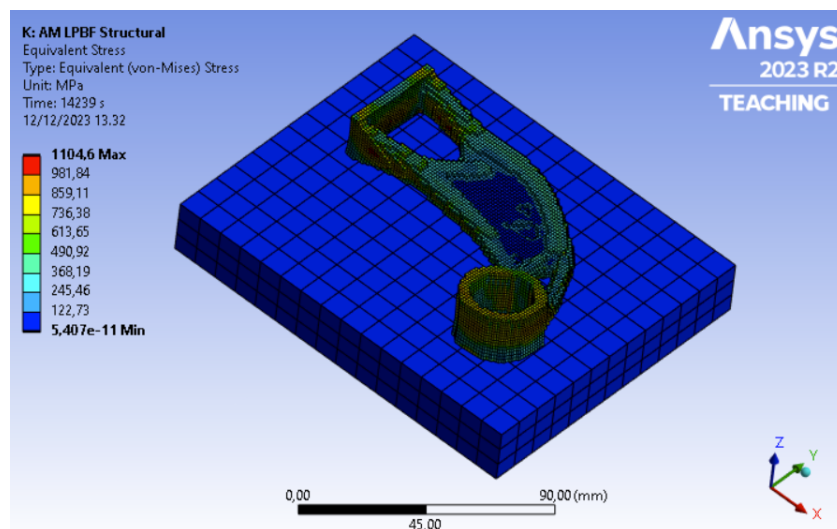 K: AM LPBF Structural
Equivalent Stress
Type: Equivalent (von-Mises) Stress
Unit: MPa
Time: 14239 s
12/12/2023 13.32
1104,6 Max
981,84
859,11
736,38
613,65
490,92
368,19
245,46
122,73
5,407e-11 Min
Ansys
2023 R2
TEACHING
0,00 90,00 (mm)
45,00
Z
Y
X